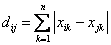 d_{ij} = \sum_{k=1}^{n} |x_{ik} - x_{jk}|